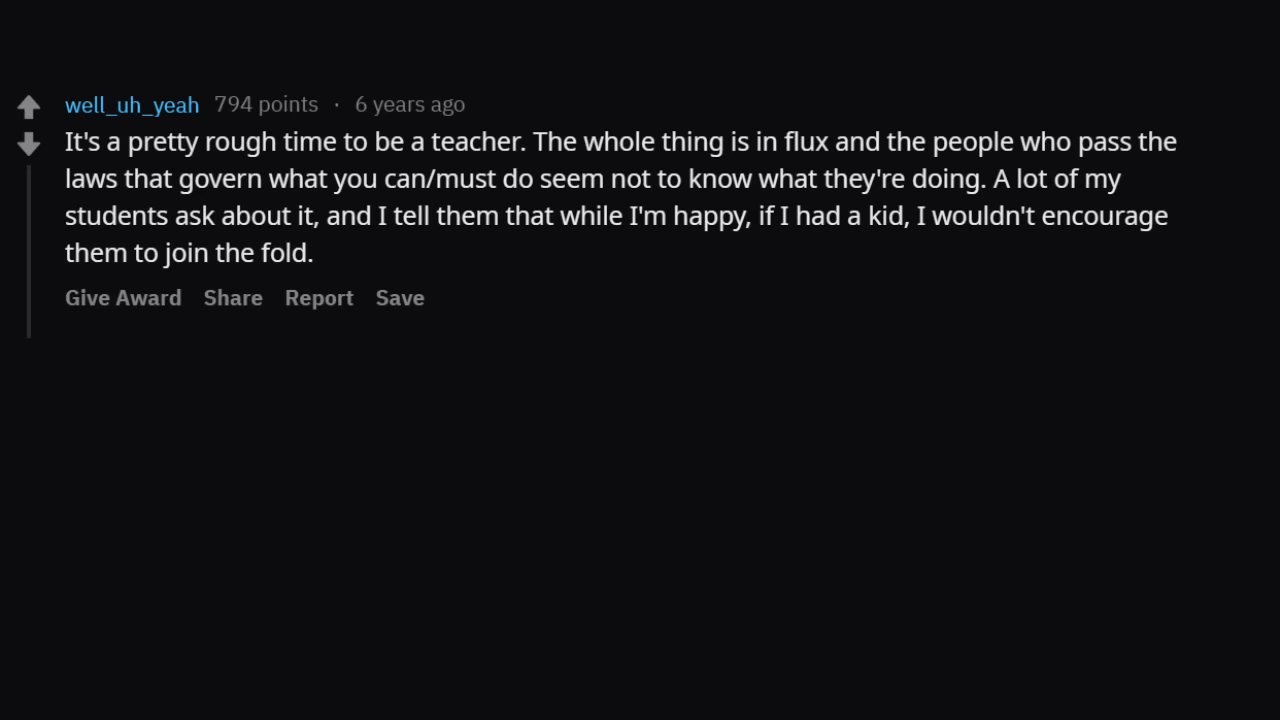 well_uh_yeah 794 points · 6 years ago
It's a pretty rough time to be a teacher. The whole thing is in flux and the people who pass the
laws that govern what you can/must do seem not to know what they're doing. A lot of my
students ask about it, and I tell them that while I'm happy, if I had a kid, I wouldn't encourage
them to join the fold.
Give Award Share Report Save